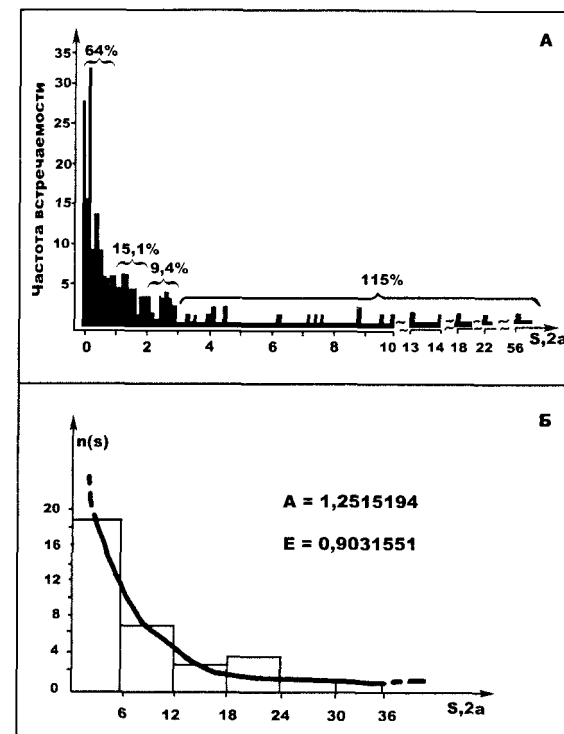 А
Частота встречаемости
35
30
25
20
15
10
5
64%
15,1%
9,4%
115%
0 2 4 6 8 10 13 14 18 22 56
S,2a
Б
n(s)
20
16
12
8
4
0
A = 1,2515194
E = 0,9031551
6 12 18 24 30 36
S,2a